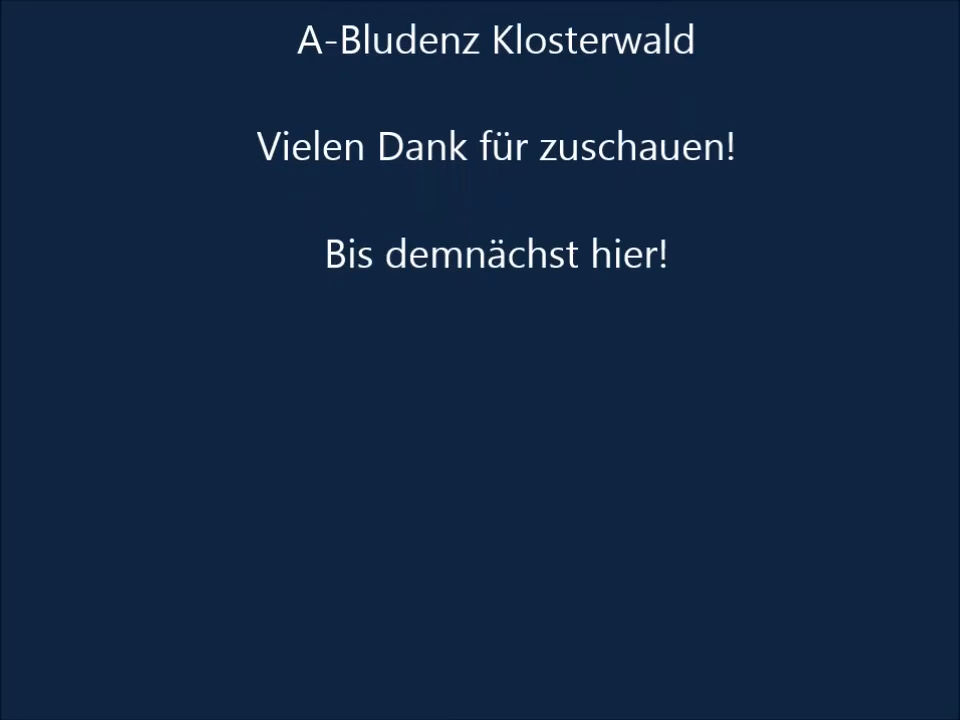 A-Bludenz Klosterwald
Vielen Dank für zuschauen!
Bis demnächst hier!